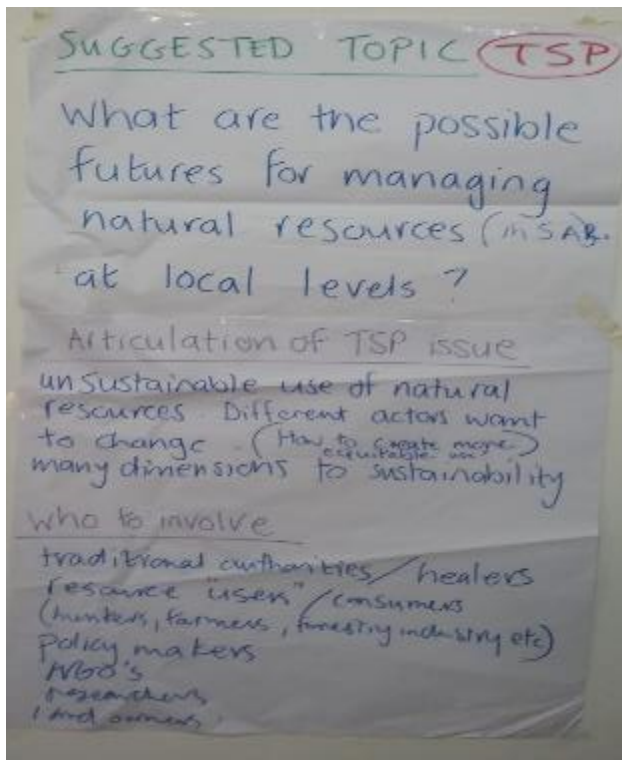 SUGGESTED TOPIC TSP
What are the possible
futures for managing
natural resources (in SAB.
at local levels ?
Articulation of TSP issue
unsustainable use of natural
resources. Different actors want
to change. (How to create more
equitable use)
many dimensions to sustainability
Who to involve
traditional authorities/healers
resource "users"/consumers
(hunters, farmers, forestry industry etc)
policy makers
NGO's
researchers
land owners